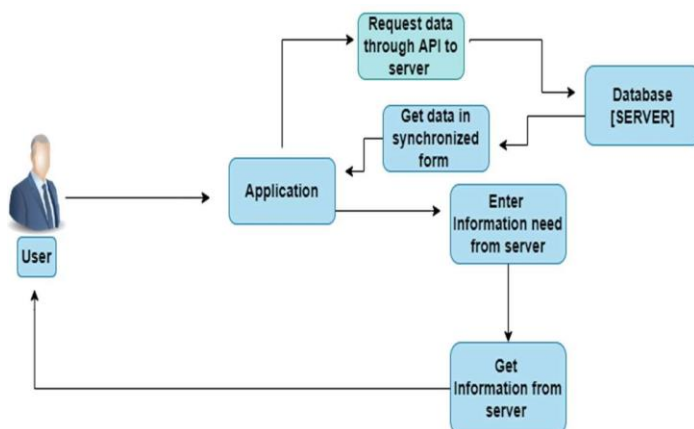 Request data
through API to
server
Database
[SERVER]
Get data in
synchronized
form
Application
Enter
Information need
from server
User
Get
Information from
server